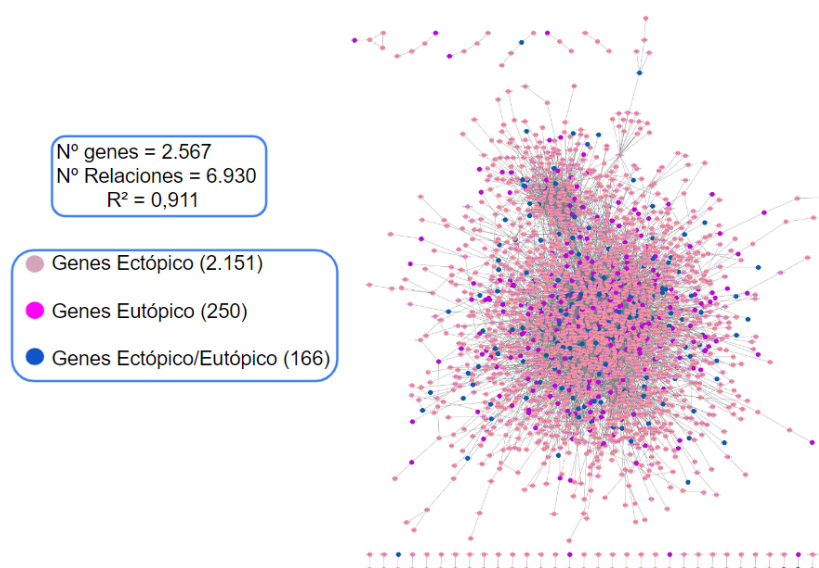 Nº genes = 2.567
Nº Relaciones = 6.930
R² = 0,911
Genes Ectópico (2.151)
Genes Eutópico (250)
Genes Ectópico/Eutópico (166)